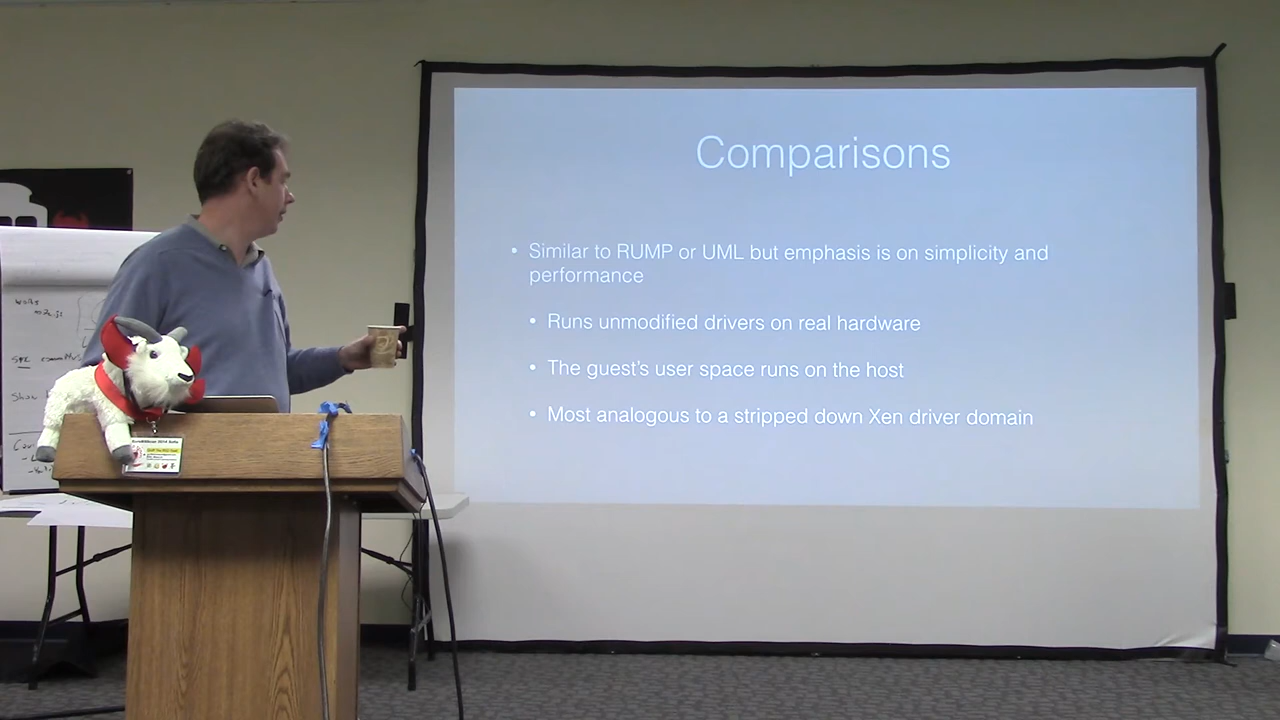 Comparisons
• Similar to RUMP or UML but emphasis is on simplicity and
performance
• Runs unmodified drivers on real hardware
• The guest's user space runs on the host
• Most analogous to a stripped down Xen driver domain